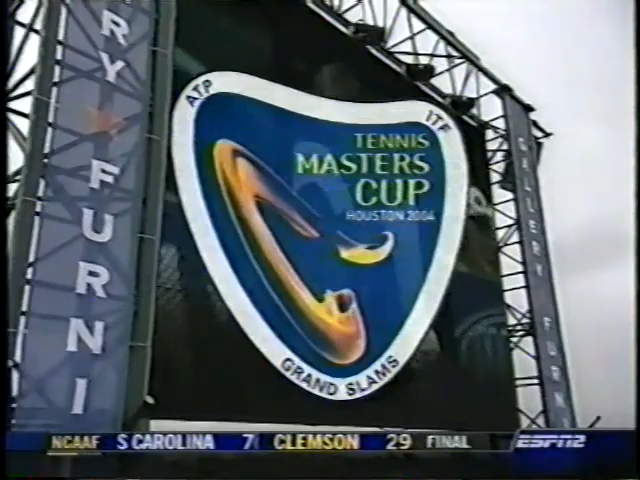 RY FURNI
ATP
ITF
TENNIS
MASTERS
CUP
HOUSTON 2004
GRAND SLAMS
GALLERY FURNI
NCAAF S CAROLINA 7 CLEMSON 29 FINAL ESPN2